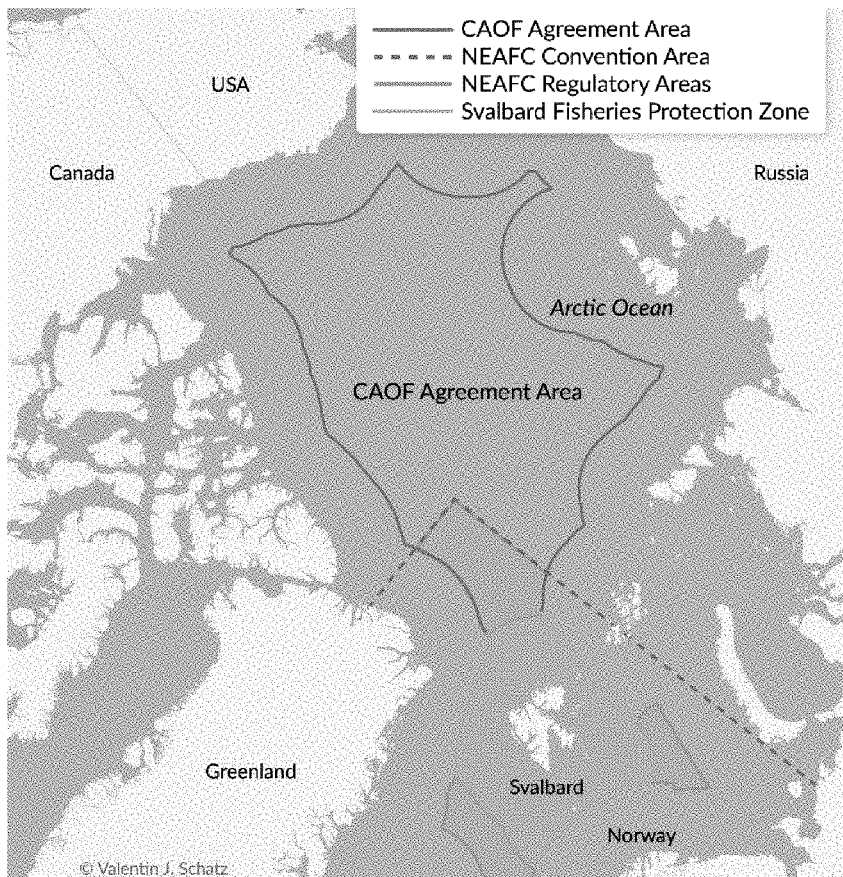 CAOF Agreement Area
NEAFC Convention Area
NEAFC Regulatory Areas
Svalbard Fisheries Protection Zone
USA
Canada
Russia
Arctic Ocean
CAOF Agreement Area
Greenland
Svalbard
Norway
© Valentin J. Schatz